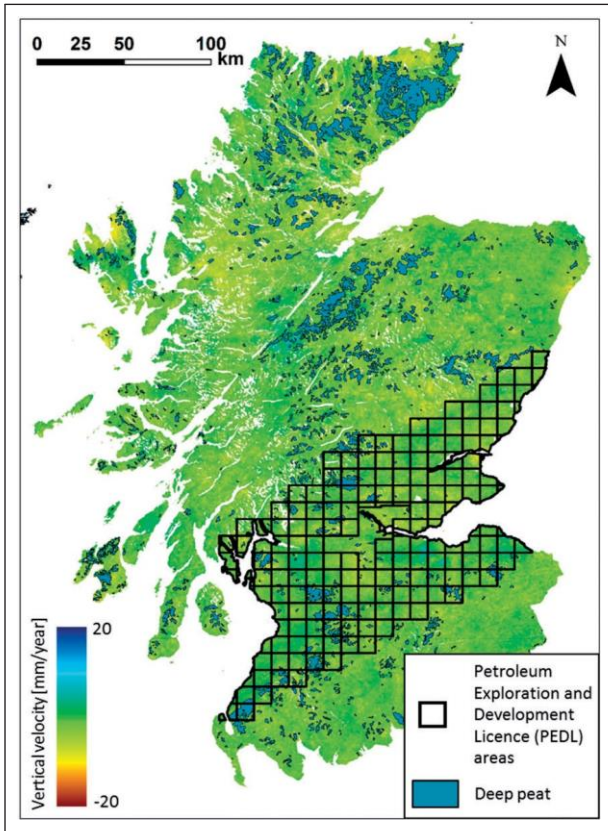 0 25 50 100
km
N
20
Vertical velocity [mm/year]
-20
Petroleum
Exploration and
Development
Licence (PEDL)
areas
Deep peat